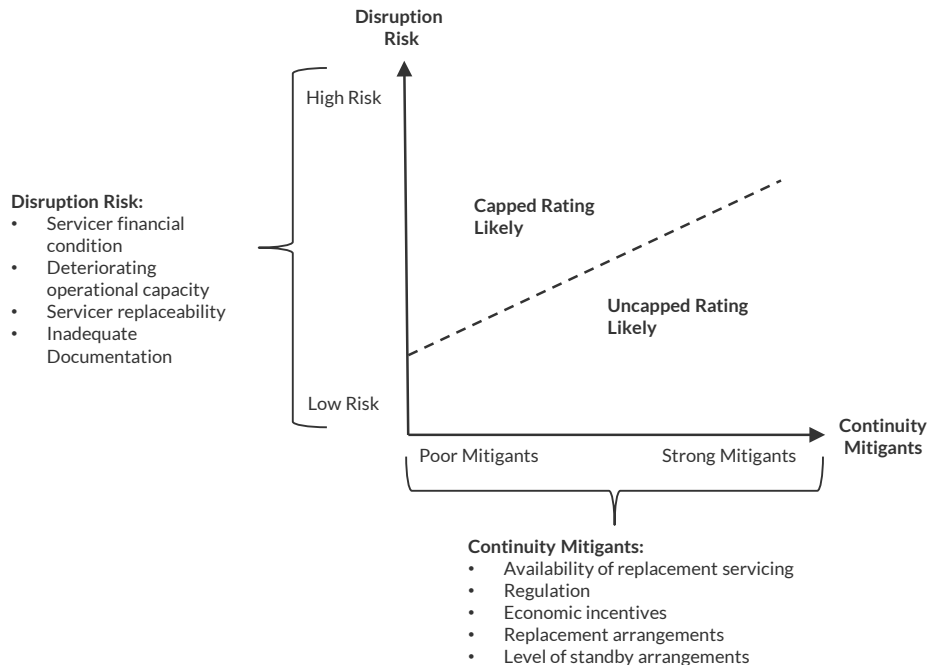 Disruption
Risk
High Risk
Disruption Risk:
• Servicer financial
condition
• Deteriorating
operational capacity
• Servicer replaceability
• Inadequate
Documentation
Capped Rating
Likely
Uncapped Rating
Likely
Low Risk
Continuity
Mitigants
Poor Mitigants
Strong Mitigants
Continuity Mitigants:
• Availability of replacement servicing
• Regulation
• Economic incentives
• Replacement arrangements
• Level of standby arrangements